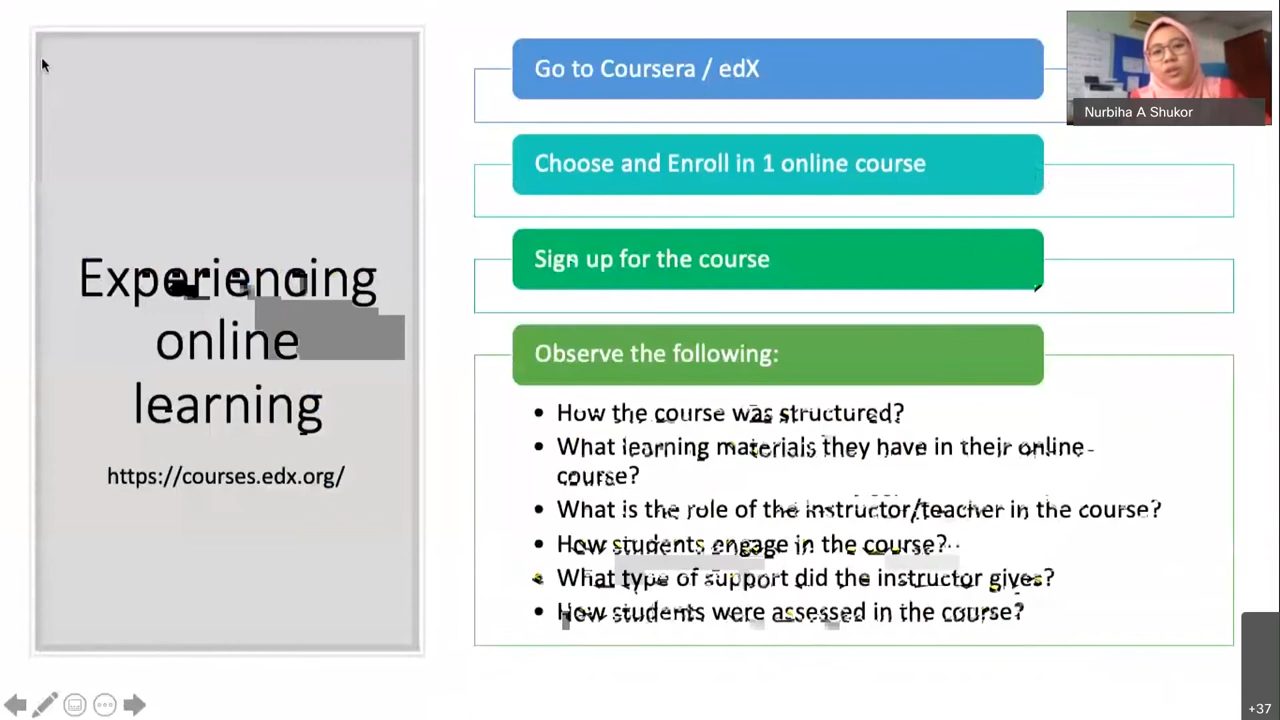 Experiencing
online
learning
https://courses.edx.org/
Go to Coursera / edX
Choose and Enroll in 1 online course
Sign up for the course
Observe the following:
• How the course was structured?
• What learning materials they have in their online
course?
• What is the role of the instructor/teacher in the course?
• How students engage in the course?
• What type of support did the instructor gives?
• How students were assessed in the course?
Nurbiha A Shukor
+37